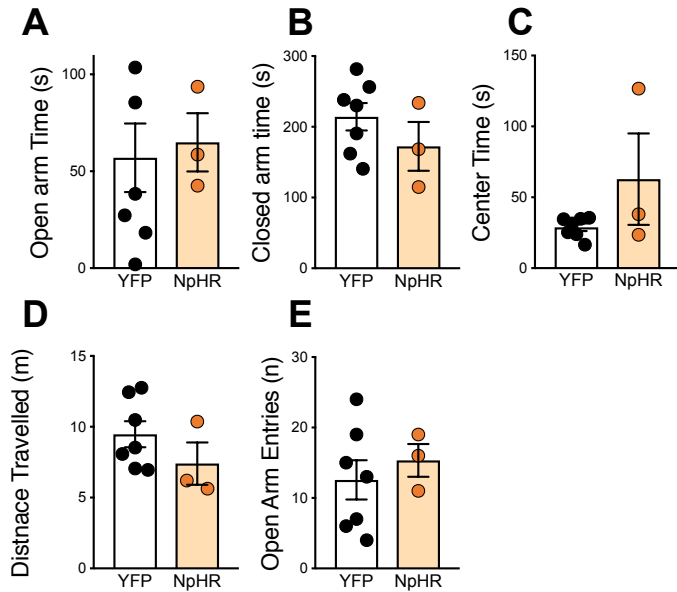 A
Open arm Time (s)
100
50
0
YFP NpHR
B
Closed arm time (s)
300
200
100
0
YFP NpHR
C
Center Time (s)
150
100
50
0
YFP NpHR
D
Distnace Travelled (m)
15
10
5
0
YFP NpHR
E
Open Arm Entries (n)
30
20
10
0
YFP NpHR